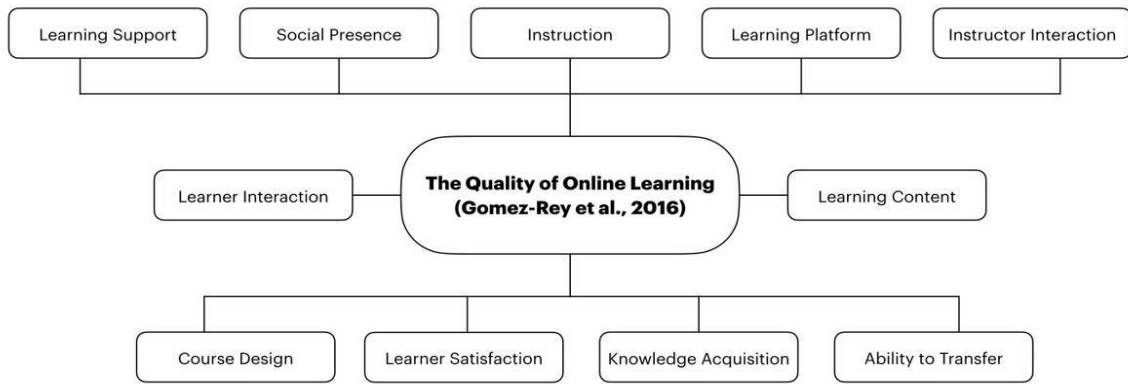 Learning Support
Social Presence
Instruction
Learning Platform
Instructor Interaction
Learner Interaction
The Quality of Online Learning
(Gomez-Rey et al., 2016)
Learning Content
Course Design
Learner Satisfaction
Knowledge Acquisition
Ability to Transfer